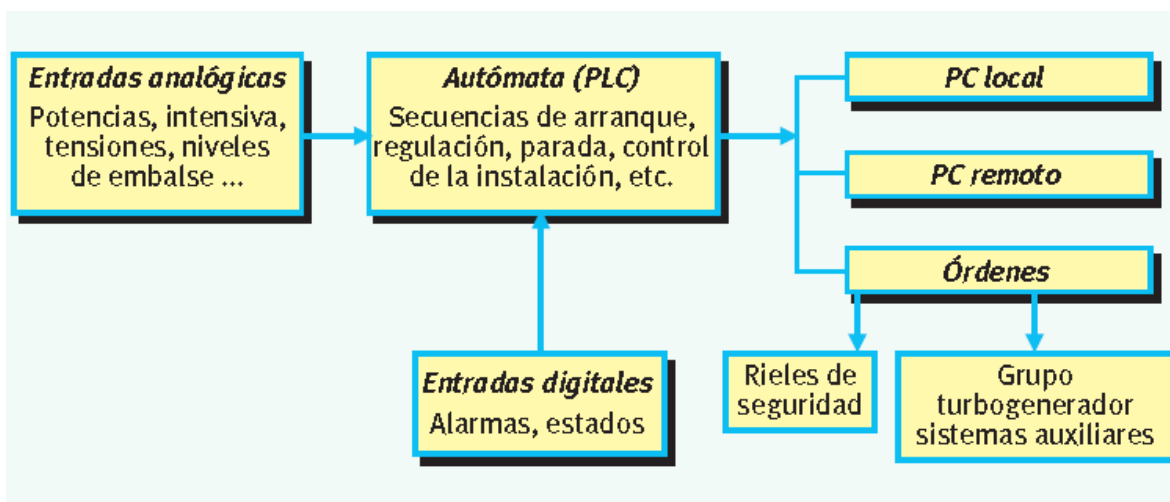 Entradas analógicas
Potencias, intensiva,
tensiones, niveles
de embalse ...
Autómata (PLC)
Secuencias de arranque,
regulación, parada, control
de la instalación, etc.
PC local
PC remoto
Órdenes
Entradas digitales
Alarmas, estados
Rieles de
seguridad
Grupo
turbogenerador
sistemas auxiliares